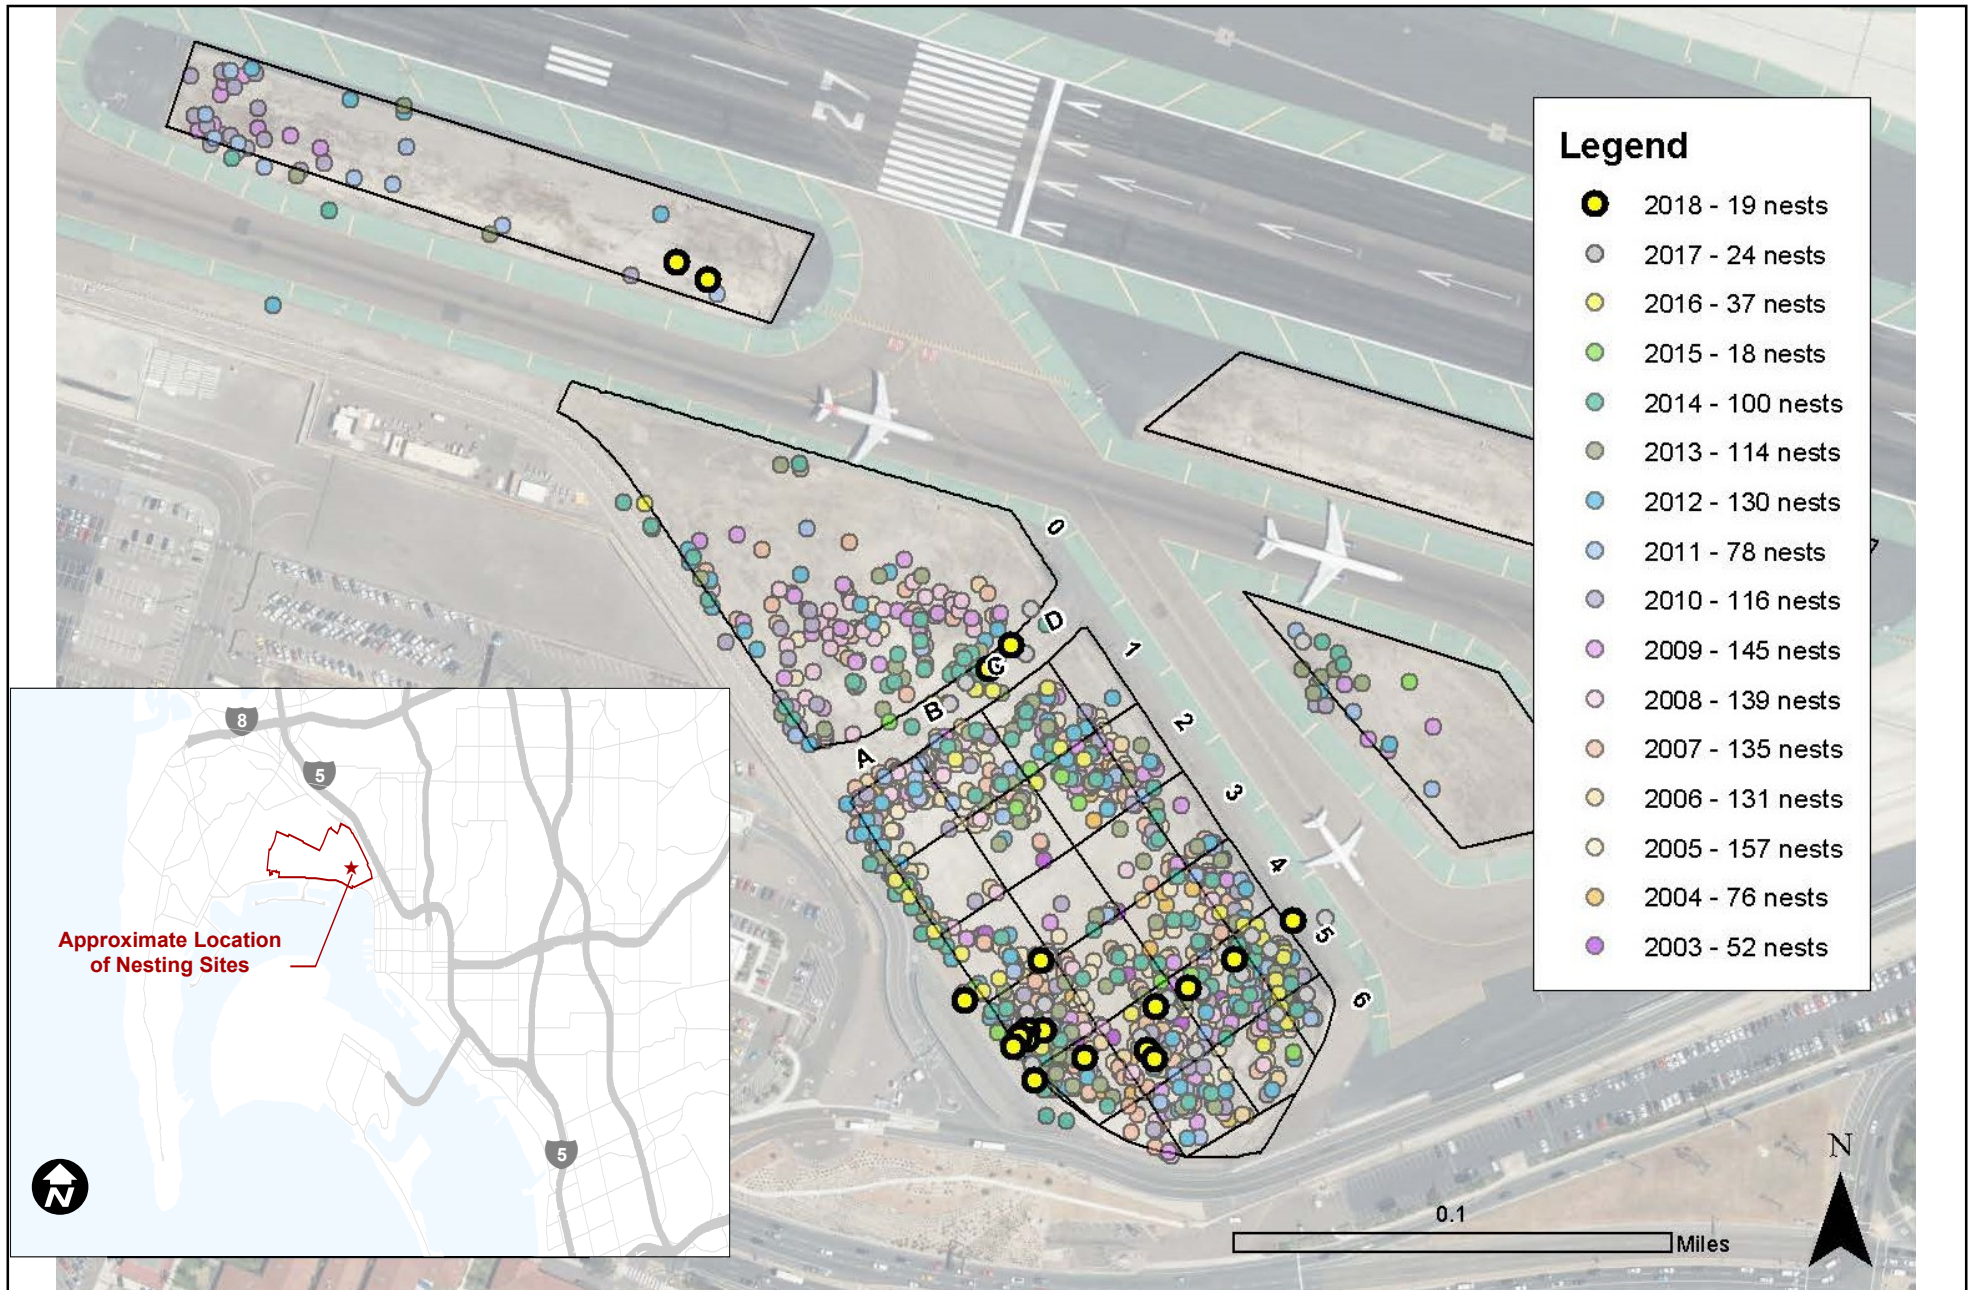 27
Legend
2018 - 19 nests
2017 - 24 nests
2016 - 37 nests
2015 - 18 nests
2014 - 100 nests
2013 - 114 nests
2012 - 130 nests
2011 - 78 nests
2010 - 116 nests
2009 - 145 nests
2008 - 139 nests
2007 - 135 nests
2006 - 131 nests
2005 - 157 nests
2004 - 76 nests
2003 - 52 nests
0
D
1
C
B
2
A
3
4
5
6
8
5
Approximate Location
of Nesting Sites
5
N
N
0.1
Miles